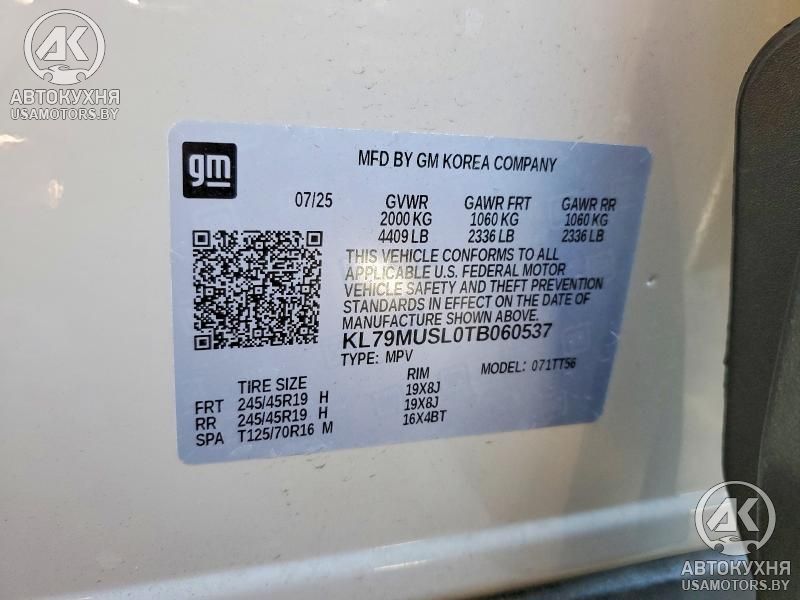 AK
АВТОКУХНЯ
USAMOTORS.BY
gm
MFD BY GM KOREA COMPANY
07/25 GVWR GAWR FRT GAWR RR
2000 KG 1060 KG 1060 KG
4409 LB 2336 LB 2336 LB
THIS VEHICLE CONFORMS TO ALL
APPLICABLE U.S. FEDERAL MOTOR
VEHICLE SAFETY AND THEFT PREVENTION
STANDARDS IN EFFECT ON THE DATE OF
MANUFACTURE SHOWN ABOVE.
KL79MUSL0TB060537
TYPE: MPV MODEL: 071TT56
TIRE SIZE RIM
FRT 245/45R19 H 19X8J
RR 245/45R19 H 19X8J
SPA T125/70R16 M 16X4BT
AK
АВТОКУХНЯ
USAMOTORS.BY